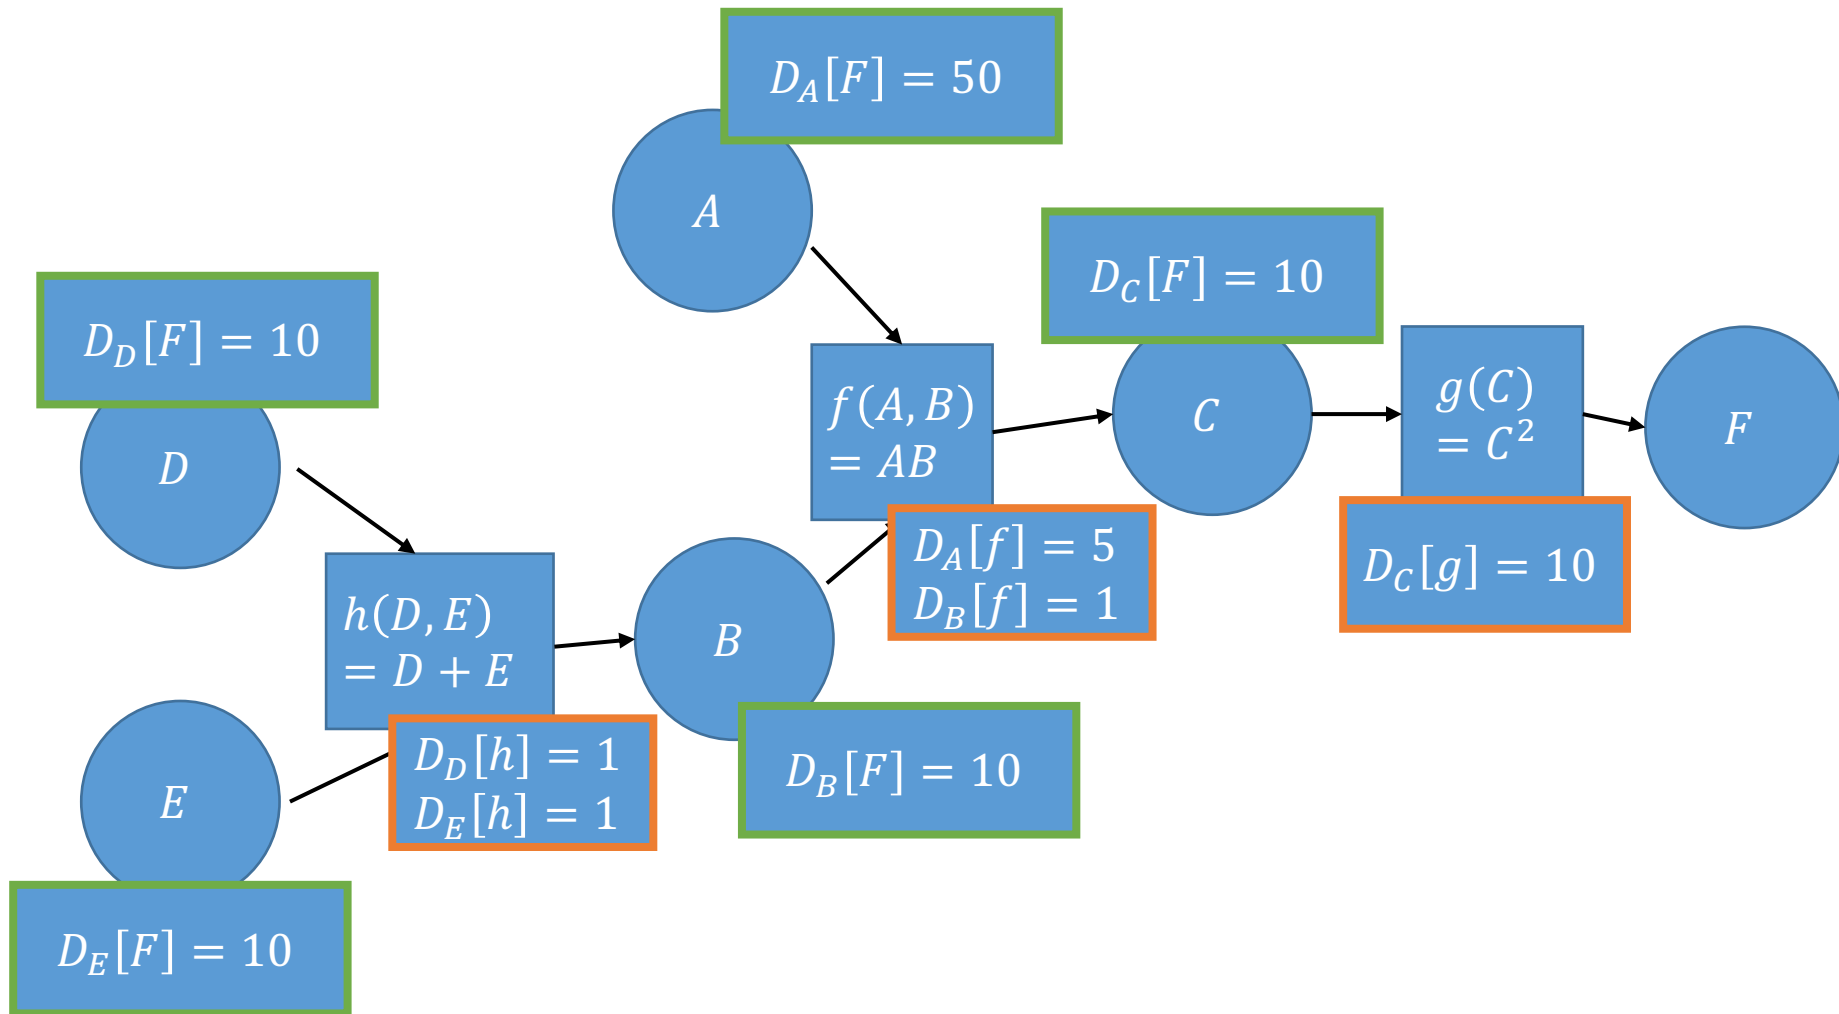 D_A[F] = 50
A
D_C[F] = 10
D_D[F] = 10
D
f(A, B)
= AB
C
g(C)
= C²
F
D_A[f] = 5
D_B[f] = 1
D_C[g] = 10
h(D, E)
= D + E
B
D_D[h] = 1
D_E[h] = 1
D_B[F] = 10
E
D_E[F] = 10